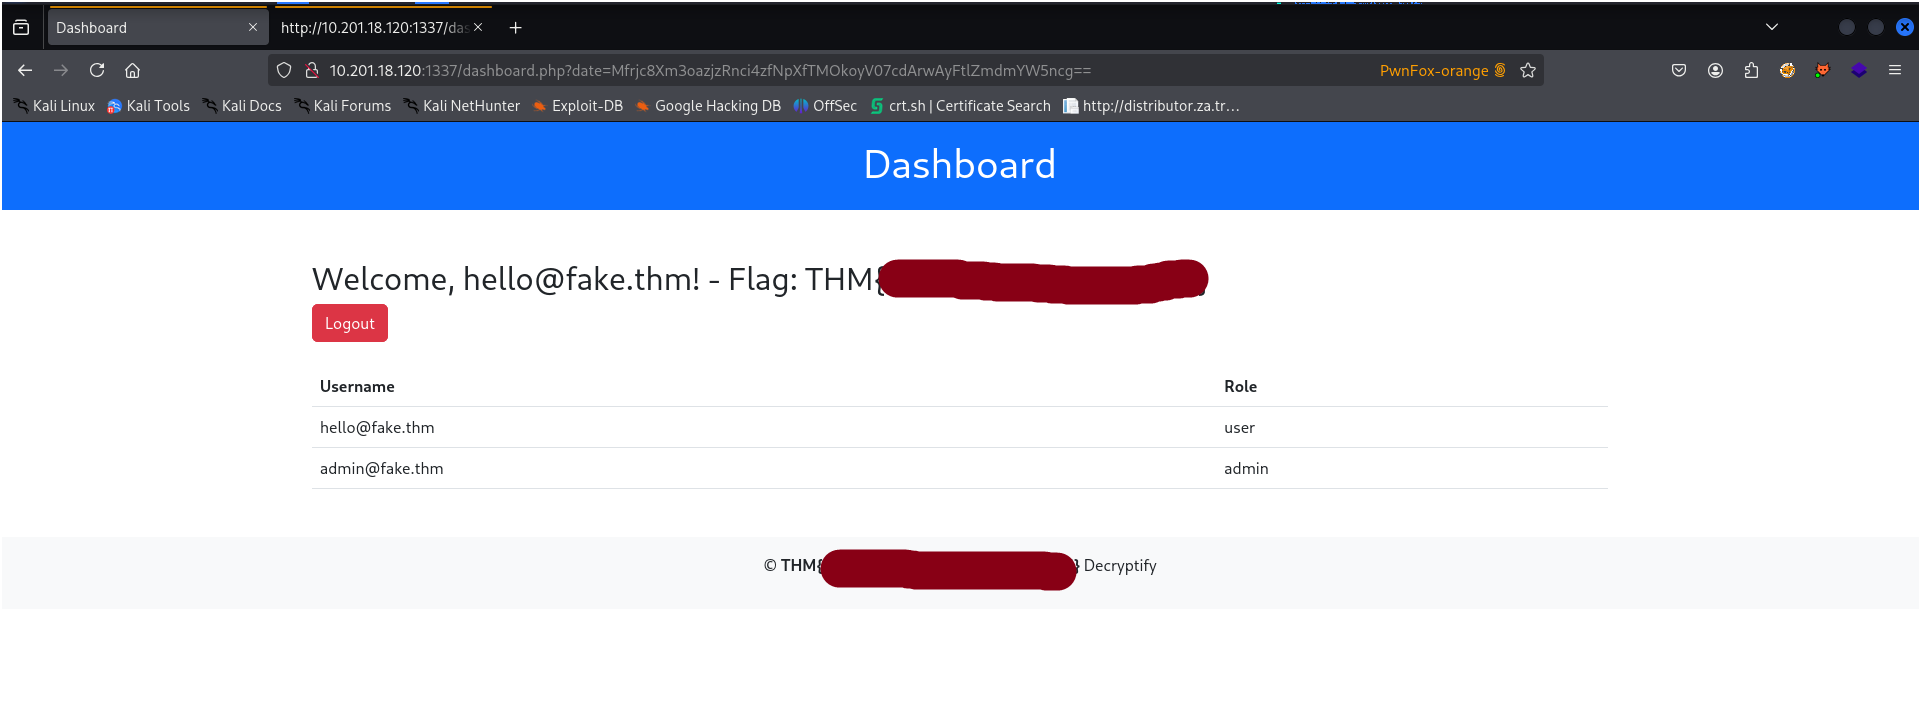 Dashboard
http://10.201.18.120:1337/das
10.201.18.120:1337/dashboard.php?date=Mfrjc8Xm3oazjzRnci4zfNpXfTMOkoyV07cdArwAyFtlZmdmYW5ncg==
PwnFox-orange
Kali Linux Kali Tools Kali Docs Kali Forums Kali NetHunter Exploit-DB Google Hacking DB OffSec crt.sh | Certificate Search http://distributor.za.tr…
Dashboard
Welcome, hello@fake.thm! - Flag: THM{
Logout
Username Role
hello@fake.thm user
admin@fake.thm admin
© THM{ } Decryptify